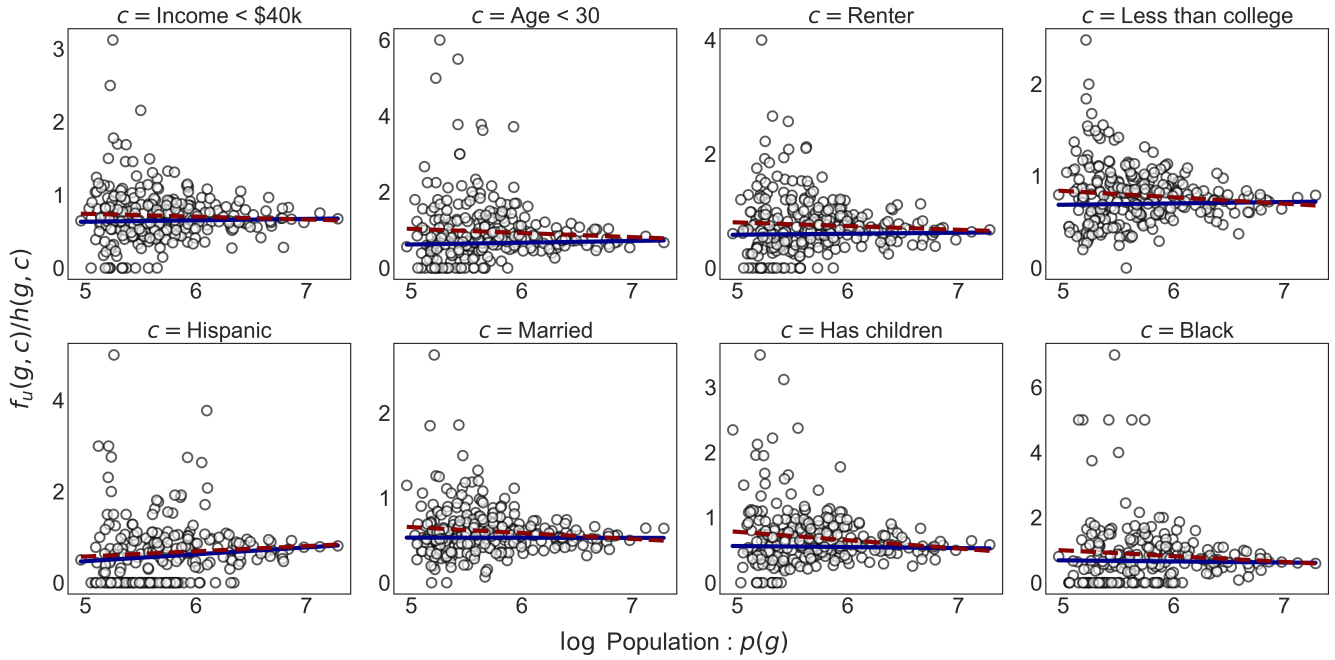 c = Income < $40k
c = Age < 30
c = Renter
c = Less than college
3
2
1
0
5 6 7
6
4
2
0
5 6 7
4
2
0
5 6 7
2
1
0
5 6 7
c = Hispanic
c = Married
c = Has children
c = Black
4
2
0
5 6 7
2
1
0
5 6 7
3
2
1
0
5 6 7
6
4
2
0
5 6 7
f_u(g, c)/h(g, c)
log Population : p(g)